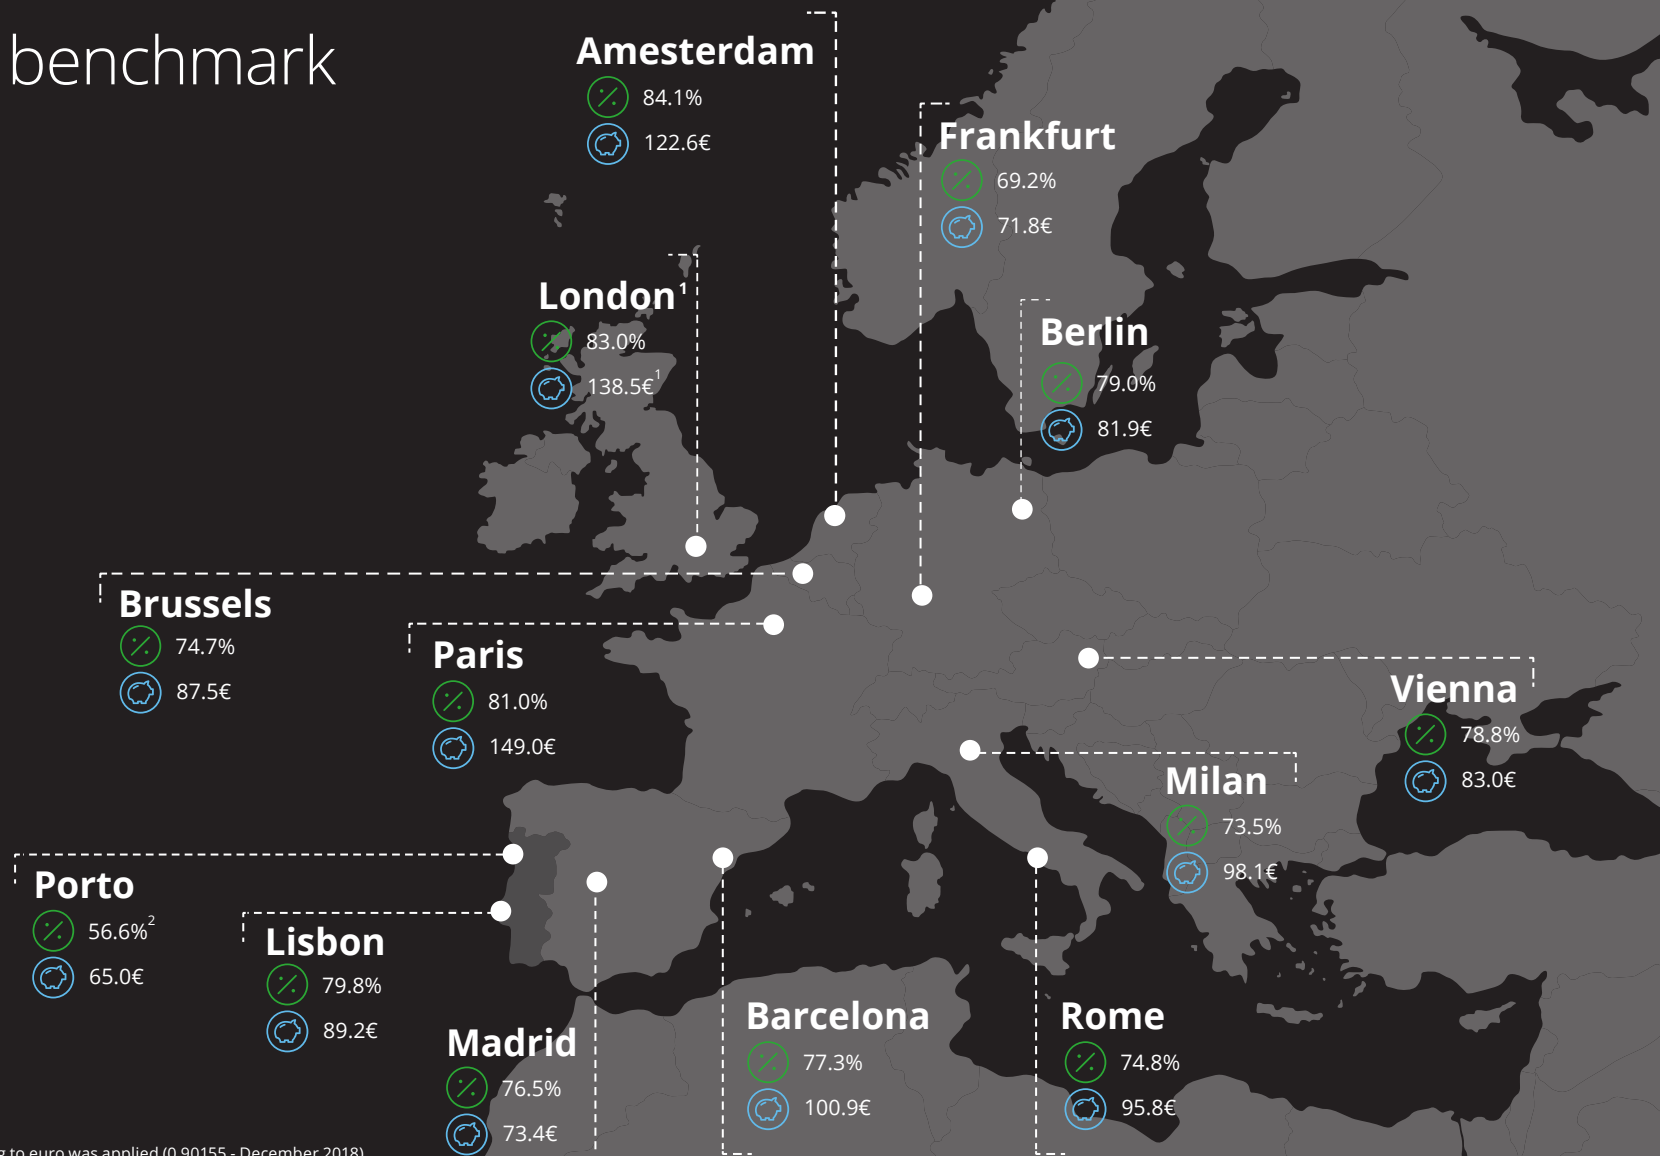 benchmark
Amesterdam
84.1%
122.6€
Frankfurt
69.2%
71.8€
London¹
83.0%
138.5€¹
Berlin
79.0%
81.9€
Brussels
74.7%
87.5€
Paris
81.0%
149.0€
Vienna
78.8%
83.0€
Milan
73.5%
98.1€
Porto
56.6%²
65.0€
Lisbon
79.8%
89.2€
Madrid
76.5%
73.4€
Barcelona
77.3%
100.9€
Rome
74.8%
95.8€
to euro was applied (0.90155 - December 2018)